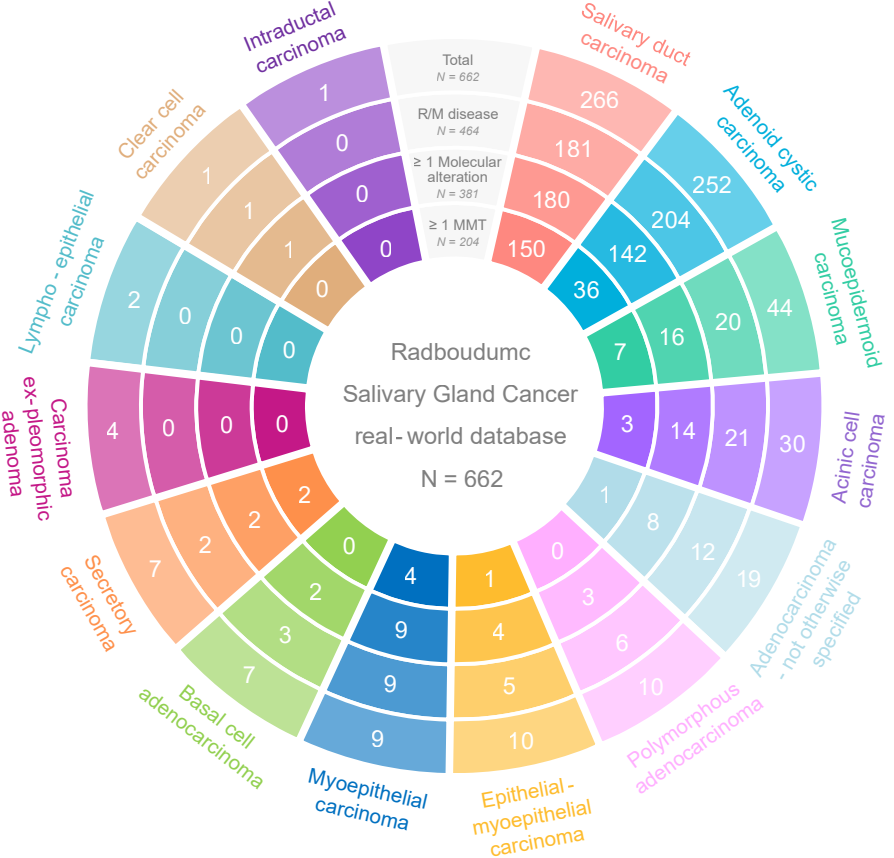 Total
N = 662
R/M disease
N = 464
≥ 1 Molecular
alteration
N = 381
≥ 1 MMT
N = 204
Salivary duct
carcinoma
266
181
180
150
Adenoid cystic
carcinoma
252
204
142
36
Mucoepidermoid
carcinoma
44
20
16
7
Acinic cell
carcinoma
30
21
14
3
Adenocarcinoma
- not otherwise
specified
19
12
8
1
Polymorphous
adenocarcinoma
10
6
3
0
Epithelial-
myoepithelial
carcinoma
10
5
4
1
Myoepithelial
carcinoma
9
9
9
4
Basal cell
adenocarcinoma
7
3
2
0
Secretory
carcinoma
7
2
2
2
Carcinoma
ex-pleomorphic
adenoma
4
0
0
0
Lympho-epithelial
carcinoma
2
0
0
0
Clear cell
carcinoma
1
1
1
0
Intraductal
carcinoma
1
0
0
0
Radboudumc
Salivary Gland Cancer
real-world database
N = 662